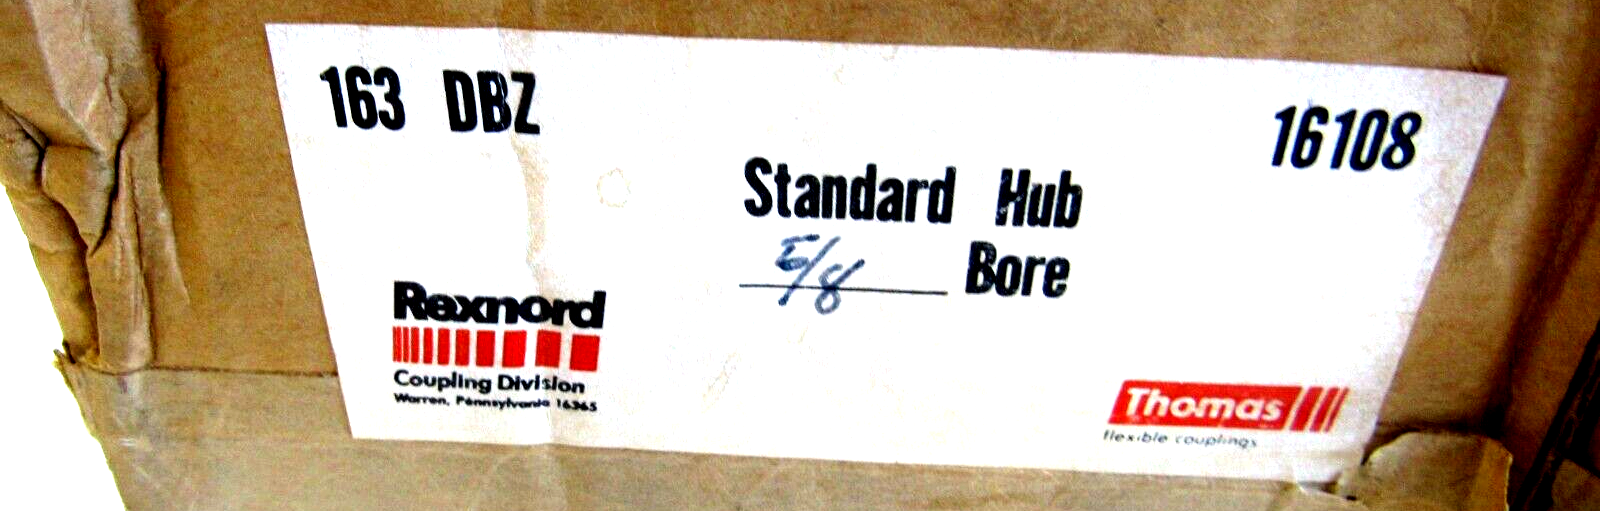 163 DBZ
16108
Standard Hub
5/8 Bore
Rexnord
Coupling Division
Warren, Pennsylvania 16365
Thomas
flexible couplings